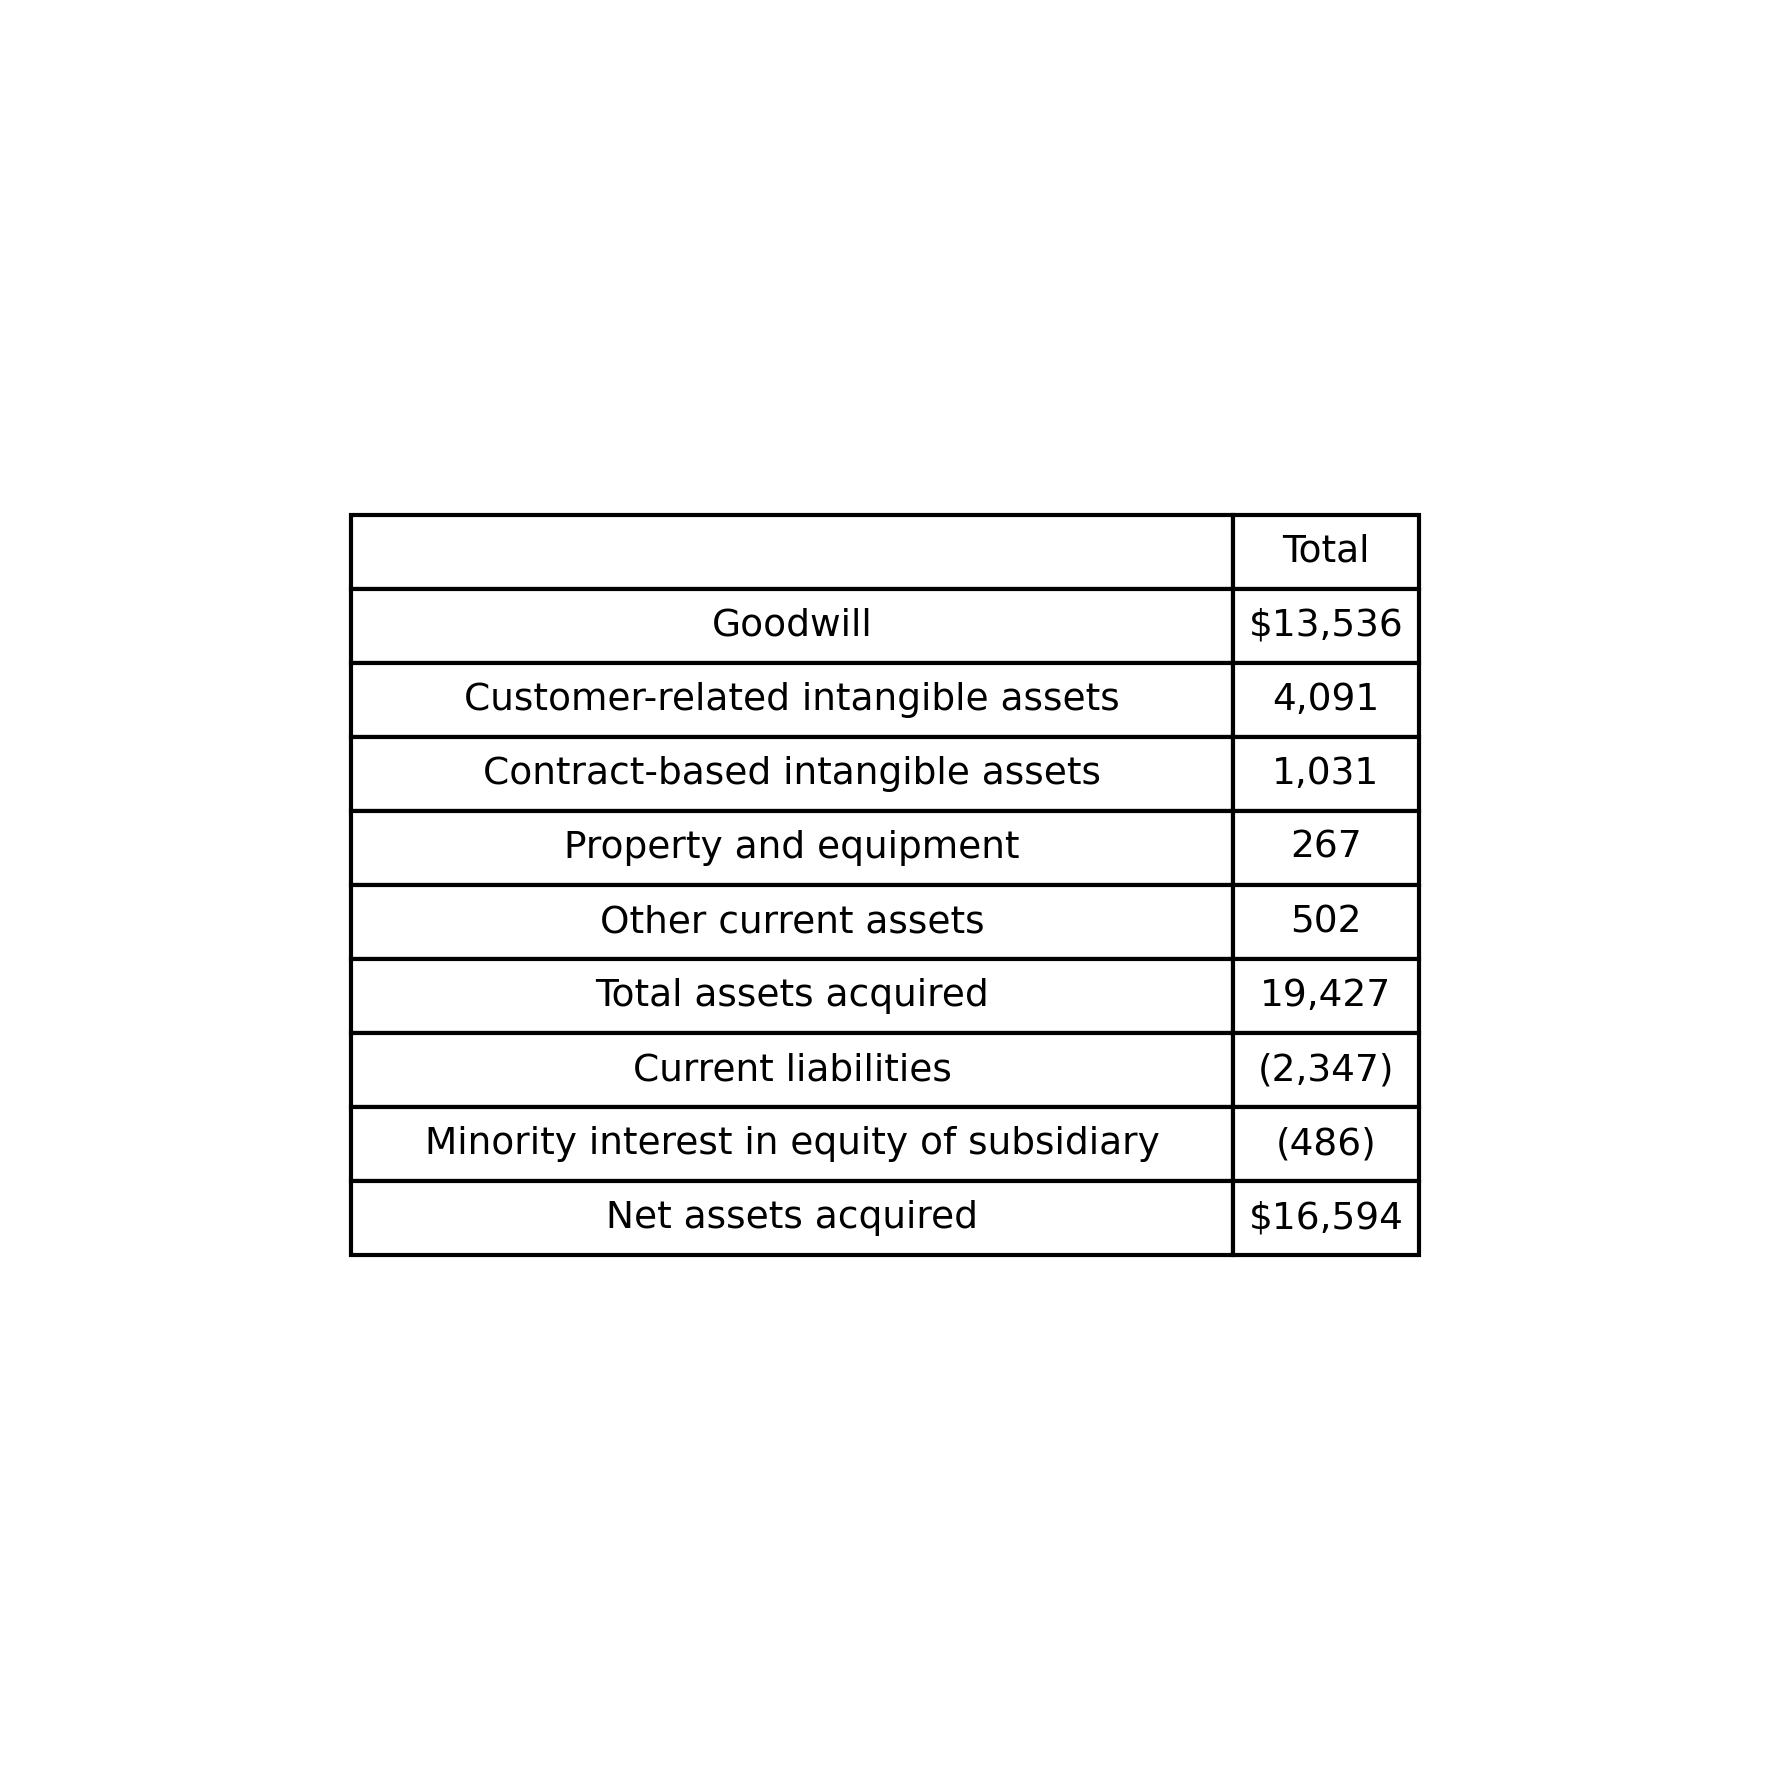 Total
Goodwill $13,536
Customer-related intangible assets 4,091
Contract-based intangible assets 1,031
Property and equipment 267
Other current assets 502
Total assets acquired 19,427
Current liabilities (2,347)
Minority interest in equity of subsidiary (486)
Net assets acquired $16,594